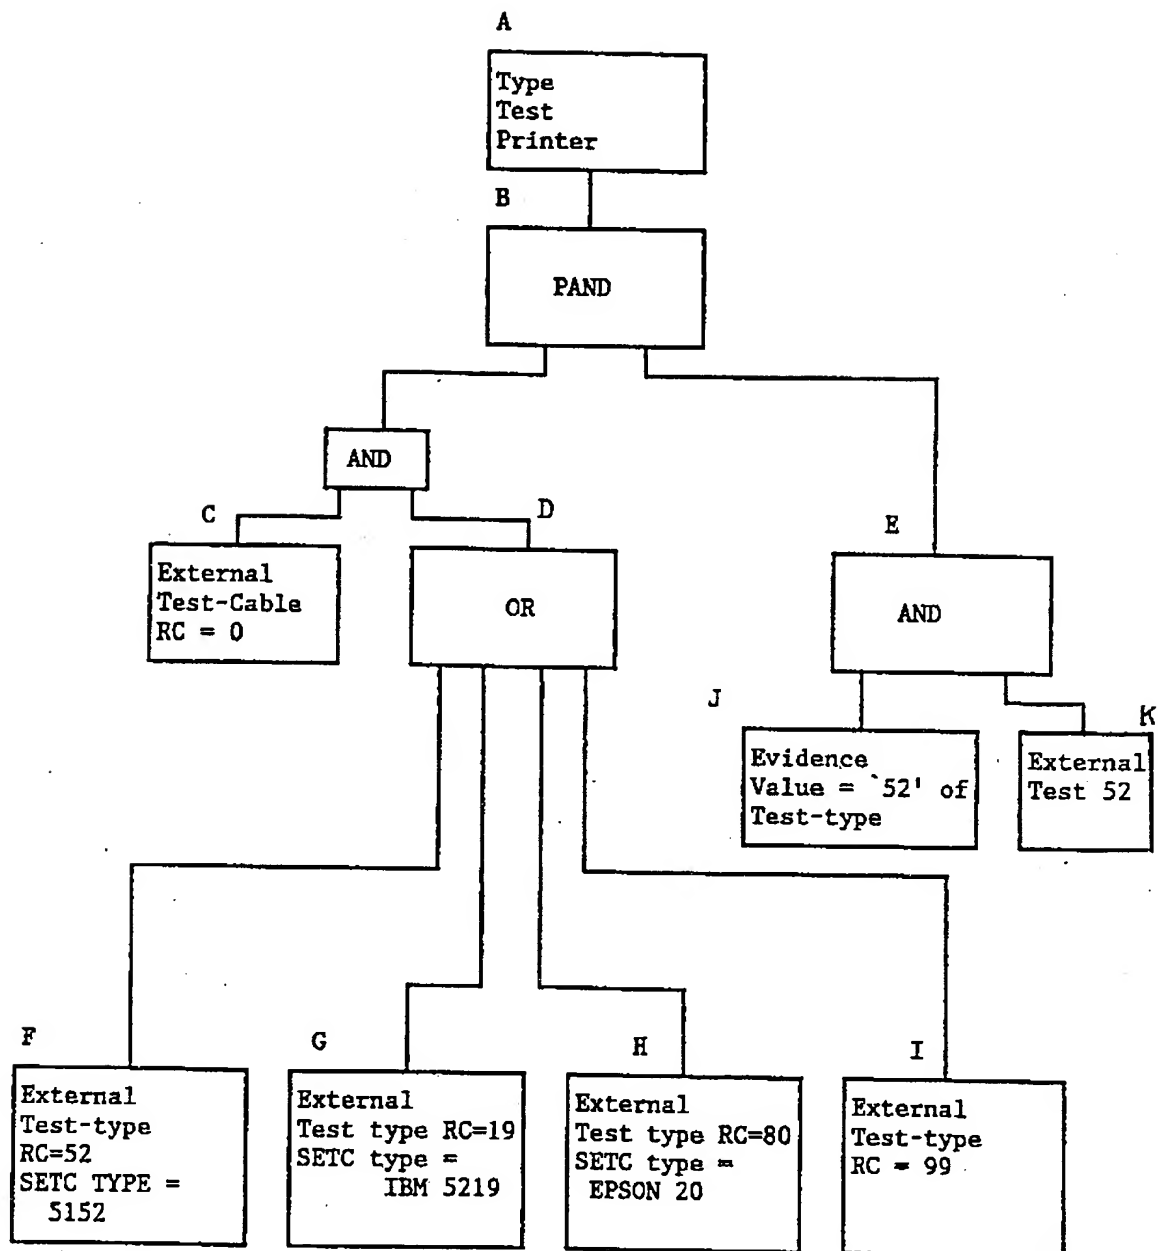 A
Type
Test
Printer
B
PAND
AND
C
D
E
External
Test-Cable
RC = 0
OR
AND
J
K
Evidence
Value = `52' of
Test-type
External
Test 52
F
G
H
I
External
Test-type
RC=52
SETC TYPE =
5152
External
Test type RC=19
SETC type =
IBM 5219
External
Test type RC=80
SETC type =
EPSON 20
External
Test-type
RC = 99